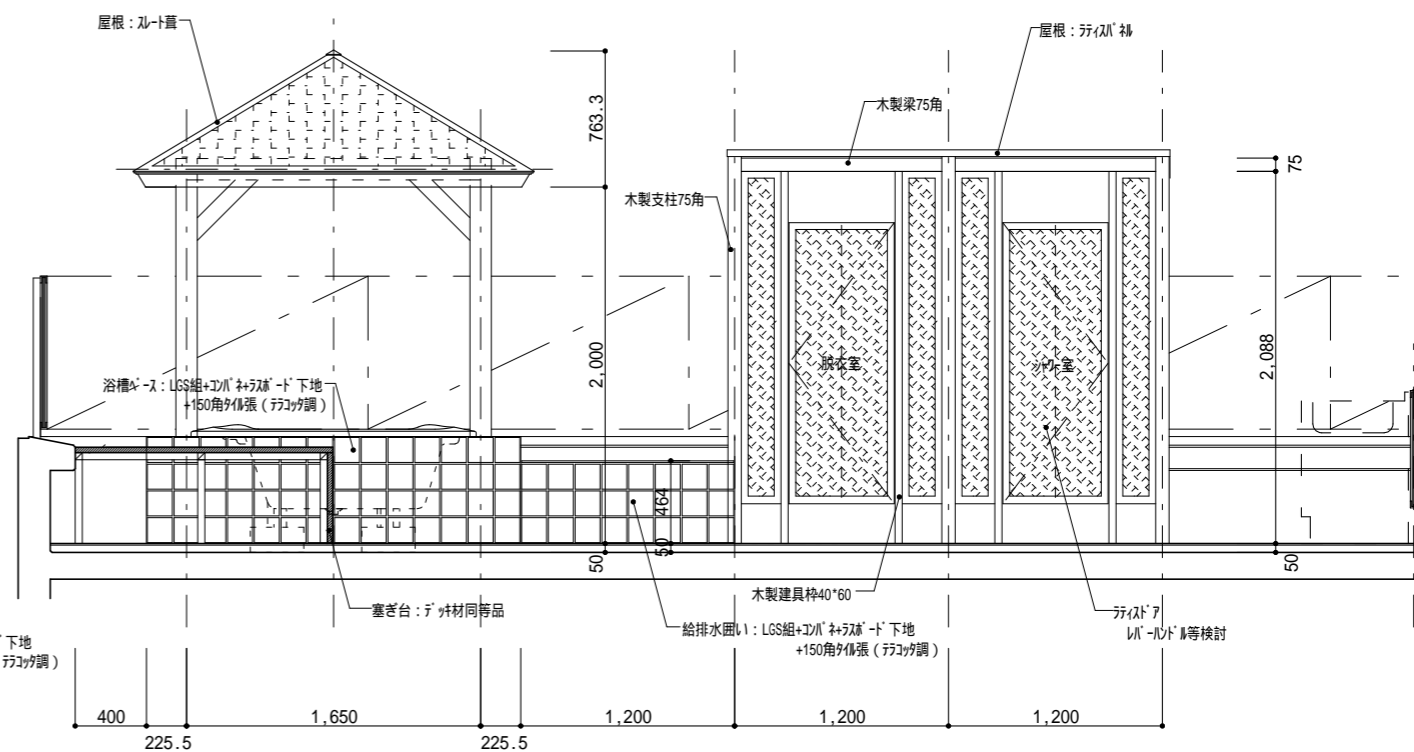 屋根：スレート葺
屋根：ラティスパネル
763.3
木製梁75角
75
木製支柱75角
2,000
2,088
脱衣室
シャワー室
浴槽ベース：LGS組+コンパネ+ラスボード下地
+150角タイル張（テラコッタ調）
464
50
50
50
木製建具枠40*60
塞ぎ台：デッキ材同等品
給排水囲い：LGS組+コンパネ+ラスボード下地
+150角タイル張（テラコッタ調）
ラティスドア
レバーハンドル等検討
ド下地
テラコッタ調）
400
1,650
1,200
1,200
1,200
225.5
225.5